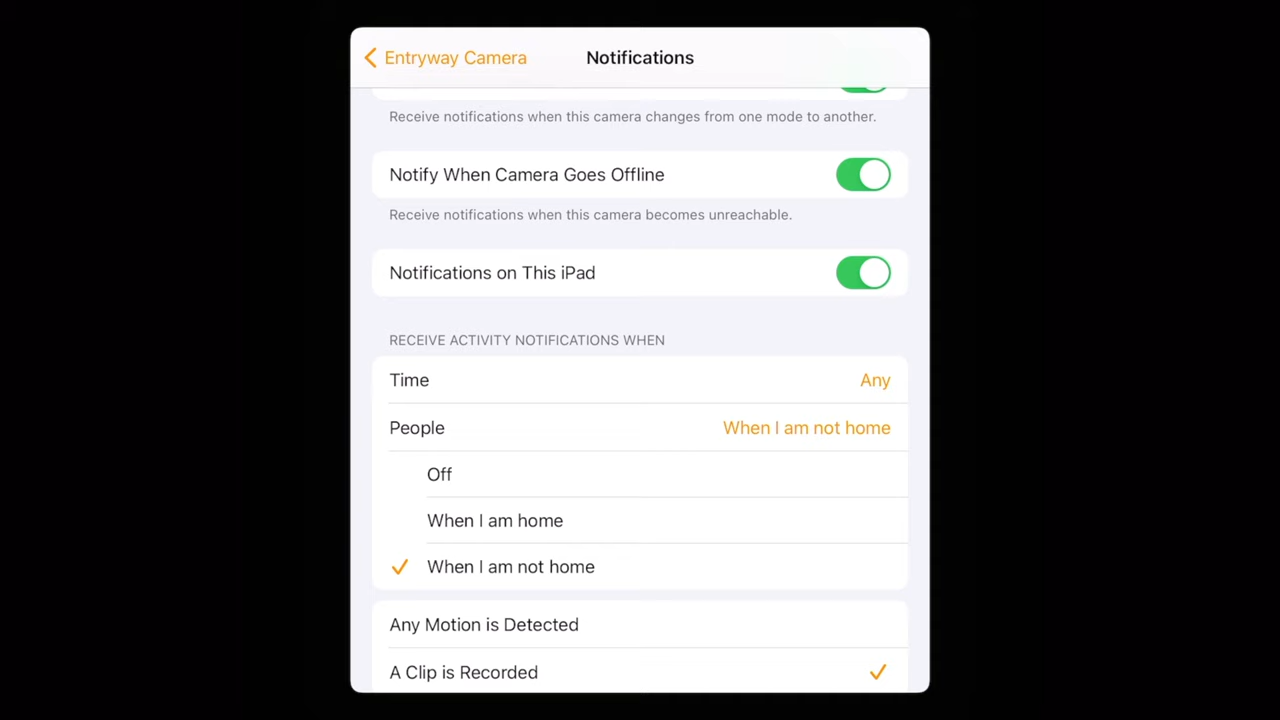 Entryway Camera
Notifications
Receive notifications when this camera changes from one mode to another.
Notify When Camera Goes Offline
Receive notifications when this camera becomes unreachable.
Notifications on This iPad
RECEIVE ACTIVITY NOTIFICATIONS WHEN
Time Any
People When I am not home
Off
When I am home
When I am not home
Any Motion is Detected
A Clip is Recorded